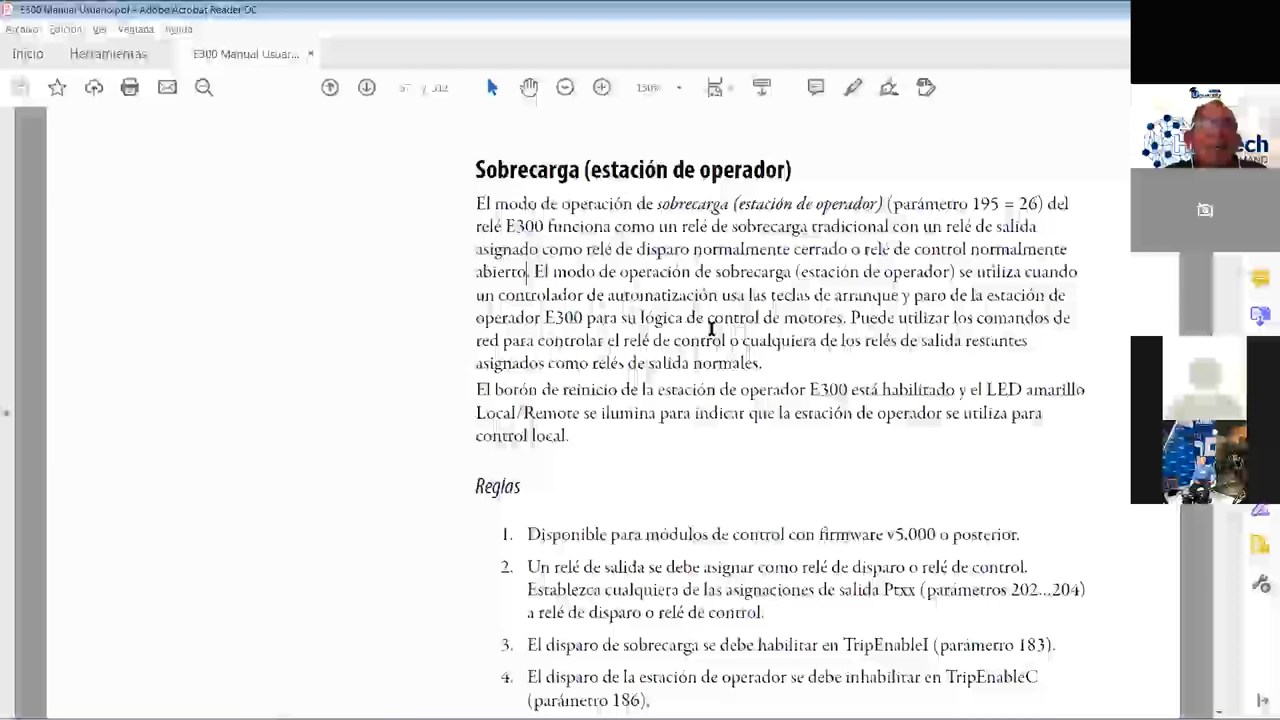 E300 Manual Usuario.pdf - Adobe Acrobat Reader DC
Archivo Edición Ver Ventana Ayuda
Inicio Herramientas E300 Manual Usuar... ×
130%
Sobrecarga (estación de operador)
El modo de operación de sobrecarga (estación de operador) (parámetro 195 = 26) del
relé E300 funciona como un relé de sobrecarga tradicional con un relé de salida
asignado como relé de disparo normalmente cerrado o relé de control normalmente
abierto. El modo de operación de sobrecarga (estación de operador) se utiliza cuando
un controlador de automatización usa las teclas de arranque y paro de la estación de
operador E300 para su lógica de control de motores. Puede utilizar los comandos de
red para controlar el relé de control o cualquiera de los relés de salida restantes
asignados como relés de salida normales.
El botón de reinicio de la estación de operador E300 está habilitado y el LED amarillo
Local/Remote se ilumina para indicar que la estación de operador se utiliza para
control local.
Reglas
1. Disponible para módulos de control con firmware v5.000 o posterior.
2. Un relé de salida se debe asignar como relé de disparo o relé de control.
Establezca cualquiera de las asignaciones de salida Ptxx (parámetros 202...204)
a relé de disparo o relé de control.
3. El disparo de sobrecarga se debe habilitar en TripEnableI (parámetro 183).
4. El disparo de la estación de operador se debe inhabilitar en TripEnableC
(parámetro 186).